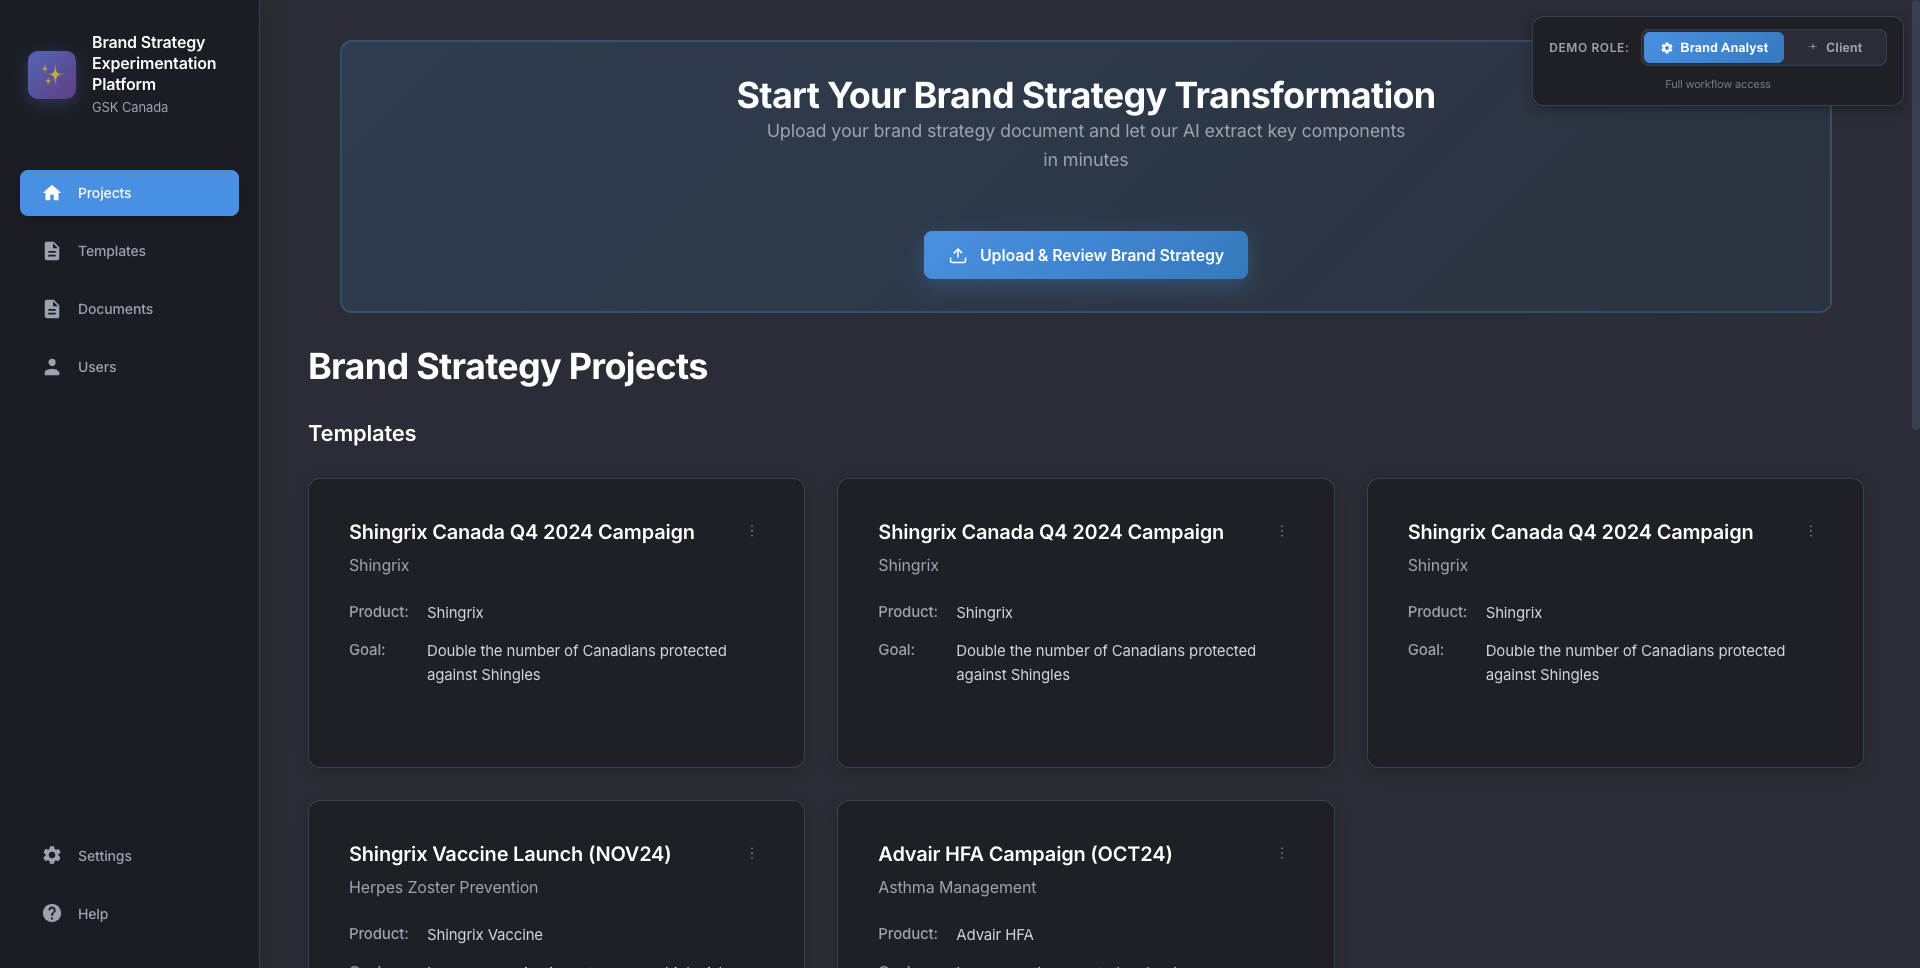 Brand Strategy
Experimentation
Platform
GSK Canada
Projects
Templates
Documents
Users
Settings
Help
DEMO ROLE:
Brand Analyst
Client
Full workflow access
Start Your Brand Strategy Transformation
Upload your brand strategy document and let our AI extract key components
in minutes
Upload & Review Brand Strategy
Brand Strategy Projects
Templates
Shingrix Canada Q4 2024 Campaign
Shingrix
Product: Shingrix
Goal: Double the number of Canadians protected
against Shingles
Shingrix Canada Q4 2024 Campaign
Shingrix
Product: Shingrix
Goal: Double the number of Canadians protected
against Shingles
Shingrix Canada Q4 2024 Campaign
Shingrix
Product: Shingrix
Goal: Double the number of Canadians protected
against Shingles
Shingrix Vaccine Launch (NOV24)
Herpes Zoster Prevention
Product: Shingrix Vaccine
Advair HFA Campaign (OCT24)
Asthma Management
Product: Advair HFA